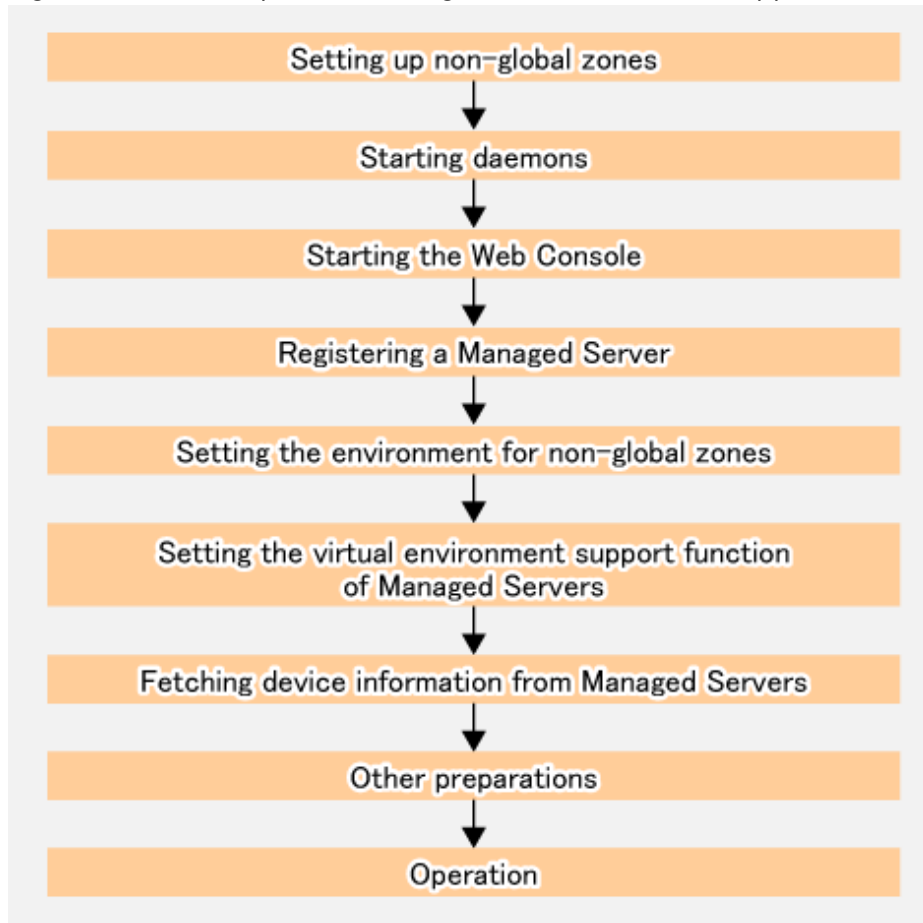 Setting up non-global zones
Starting daemons
Starting the Web Console
Registering a Managed Server
Setting the environment for non-global zones
Setting the virtual environment support function
of Managed Servers
Fetching device information from Managed Servers
Other preparations
Operation